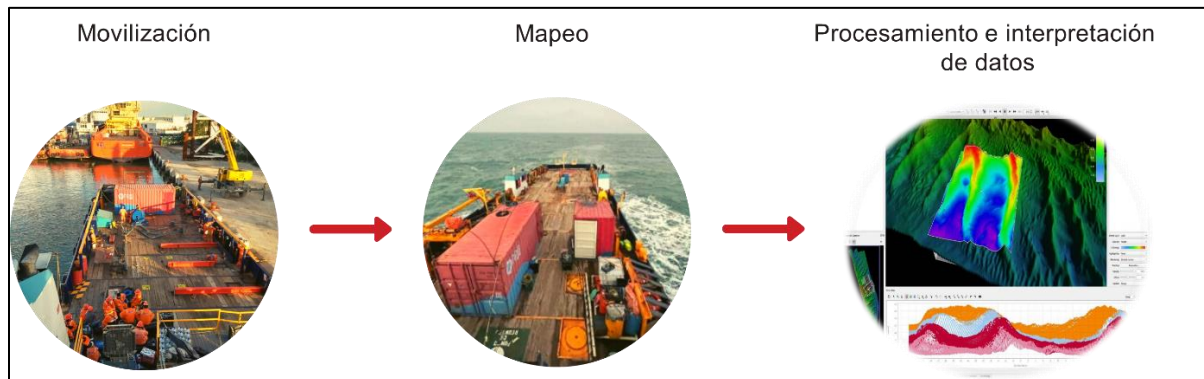 Movilización
Mapeo
Procesamiento e interpretación
de datos